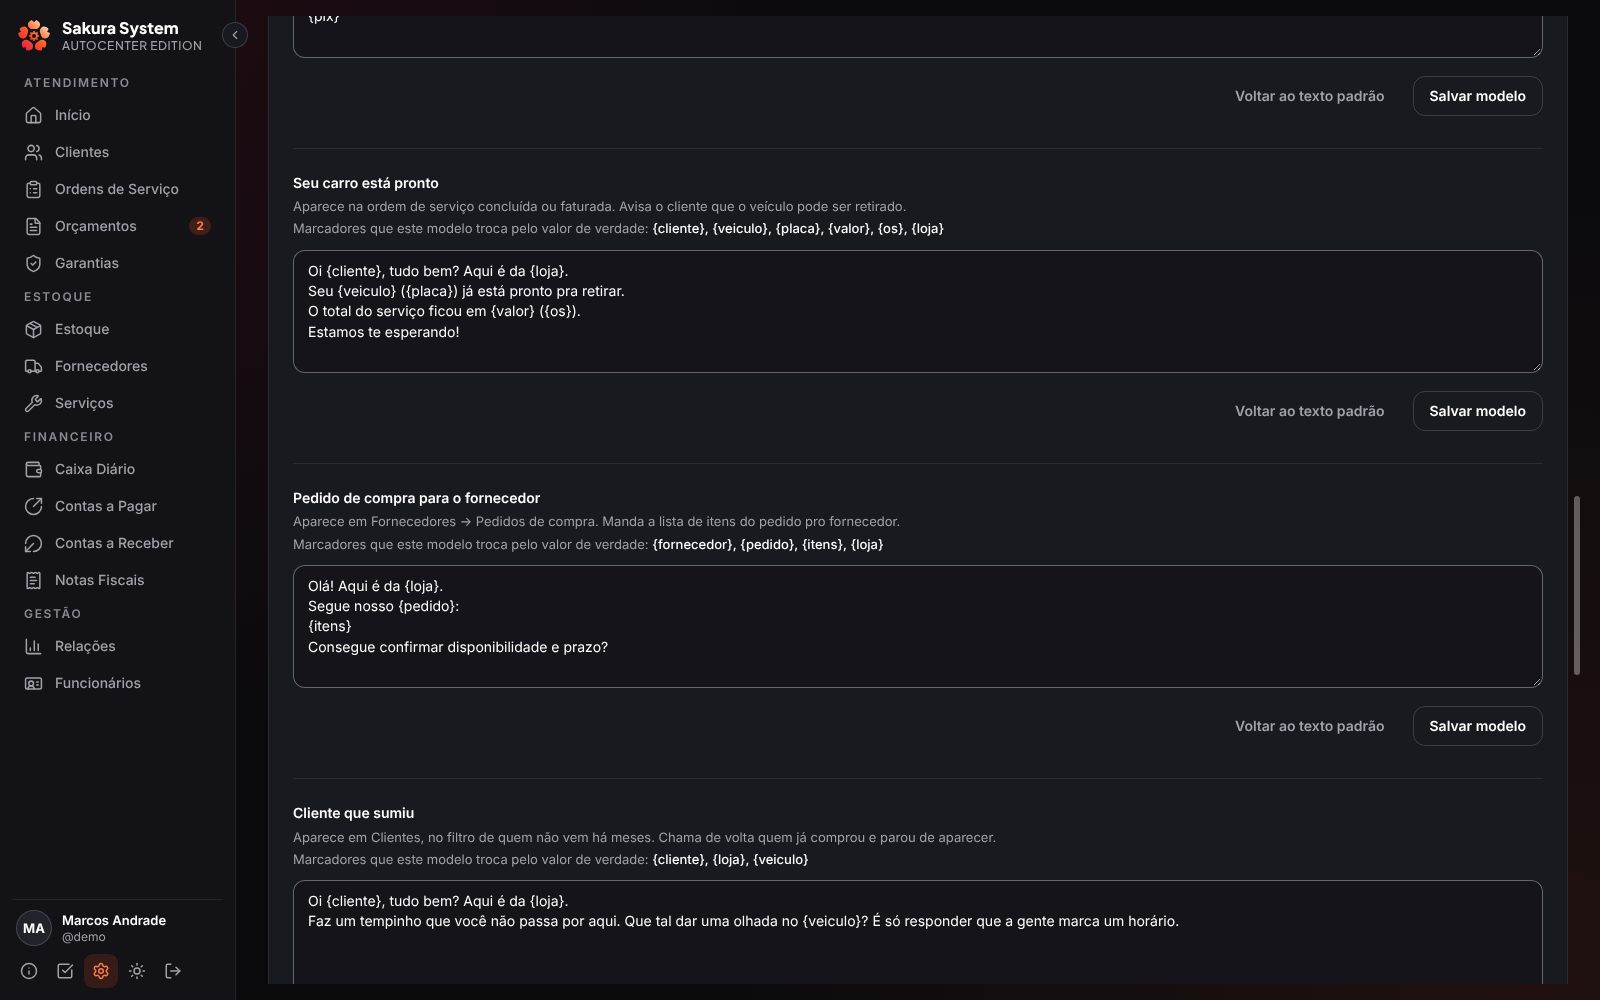 Sakura System
AUTOCENTER EDITION
ATENDIMENTO
Início
Clientes
Ordens de Serviço
Orçamentos
2
Garantias
ESTOQUE
Estoque
Fornecedores
Serviços
FINANCEIRO
Caixa Diário
Contas a Pagar
Contas a Receber
Notas Fiscais
GESTÃO
Relações
Funcionários
MA
Marcos Andrade
@demo
{pix}
Voltar ao texto padrão
Salvar modelo
Seu carro está pronto
Aparece na ordem de serviço concluída ou faturada. Avisa o cliente que o veículo pode ser retirado.
Marcadores que este modelo troca pelo valor de verdade: {cliente}, {veiculo}, {placa}, {valor}, {os}, {loja}
Oi {cliente}, tudo bem? Aqui é da {loja}.
Seu {veiculo} ({placa}) já está pronto pra retirar.
O total do serviço ficou em {valor} ({os}).
Estamos te esperando!
Voltar ao texto padrão
Salvar modelo
Pedido de compra para o fornecedor
Aparece em Fornecedores → Pedidos de compra. Manda a lista de itens do pedido pro fornecedor.
Marcadores que este modelo troca pelo valor de verdade: {fornecedor}, {pedido}, {itens}, {loja}
Olá! Aqui é da {loja}.
Segue nosso {pedido}:
{itens}
Consegue confirmar disponibilidade e prazo?
Voltar ao texto padrão
Salvar modelo
Cliente que sumiu
Aparece em Clientes, no filtro de quem não vem há meses. Chama de volta quem já comprou e parou de aparecer.
Marcadores que este modelo troca pelo valor de verdade: {cliente}, {loja}, {veiculo}
Oi {cliente}, tudo bem? Aqui é da {loja}.
Faz um tempinho que você não passa por aqui. Que tal dar uma olhada no {veiculo}? É só responder que a gente marca um horário.